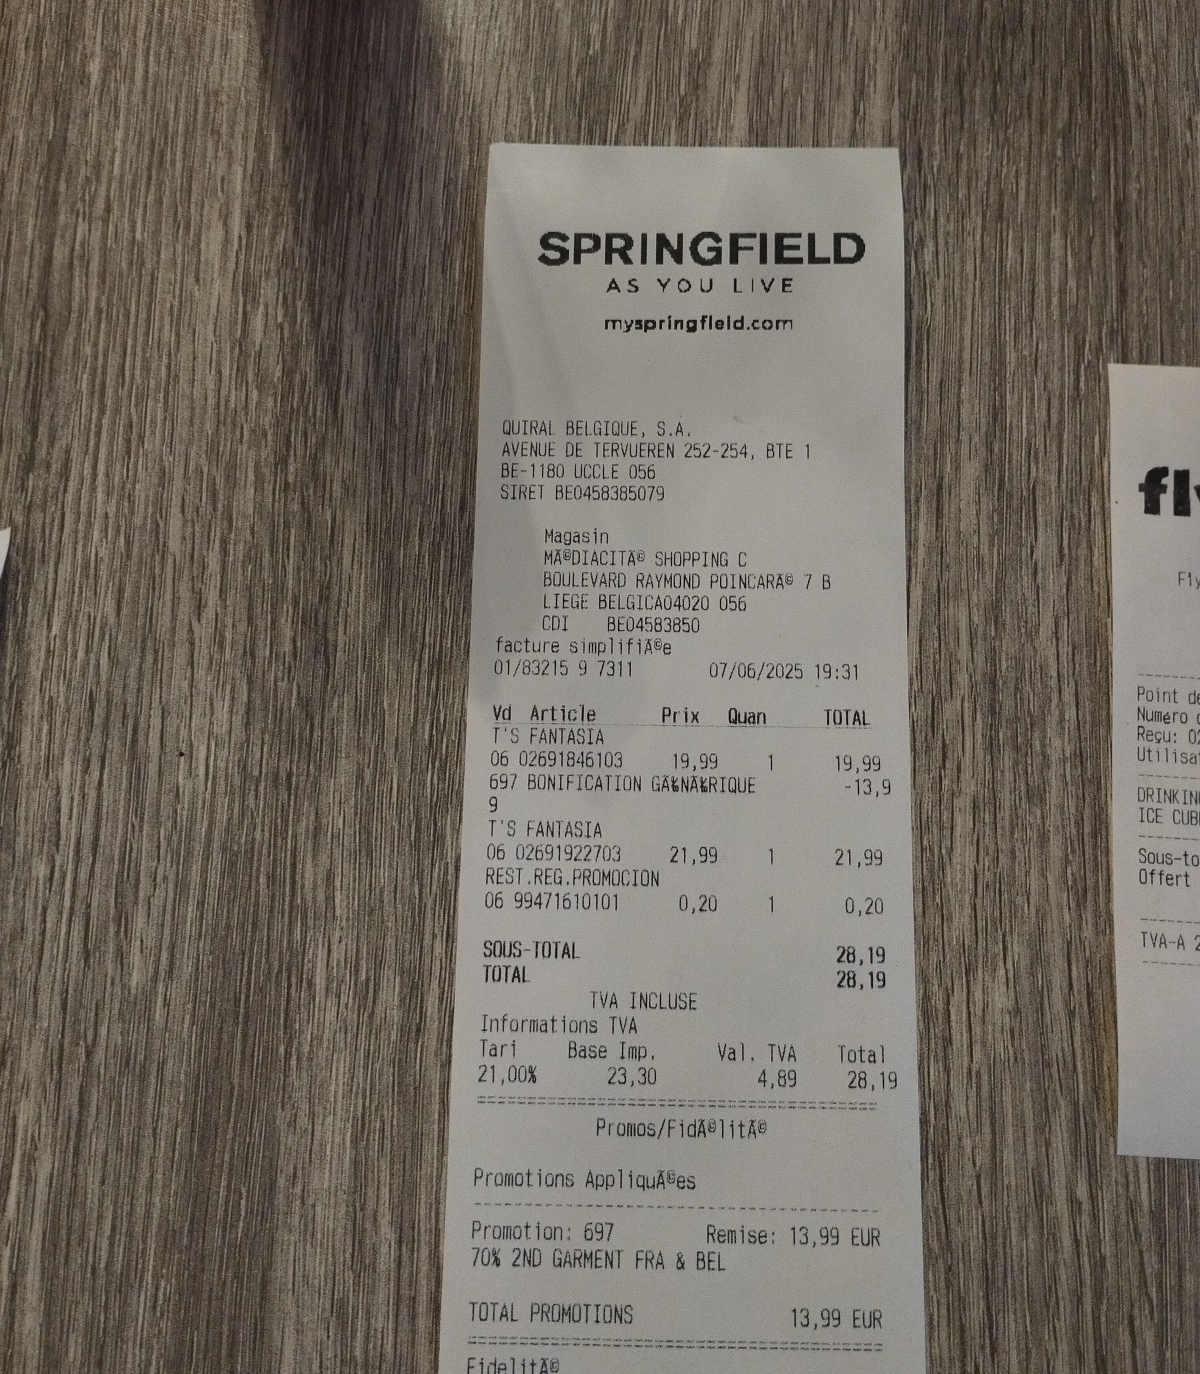 SPRINGFIELD
AS YOU LIVE
myspringfield.com
QUIRAL BELGIQUE, S.A.
AVENUE DE TERVUEREN 252-254, BTE 1
BE-1180 UCCLE 056
SIRET BE0458385079
Magasin
MÃ©DIACITÃ© SHOPPING C
BOULEVARD RAYMOND POINCARÃ© 7 B
LIEGE BELGICA04020 056
CDI BE04583850
facture simplifiÃ©e
01/83215 9 7311 07/06/2025 19:31
Vd Article Prix Quan TOTAL
T'S FANTASIA
06 02691846103 19,99 1 19,99
697 BONIFICATION -13,9
9
T'S FANTASIA
06 02691922703 21,99 1 21,99
REST.REG.PROMOCION
06 99471610101 0,20 1 0,20
SOUS-TOTAL 28,19
TOTAL 28,19
TVA INCLUSE
Informations TVA
Tari Base Imp. Val. TVA Total
21,00% 23,30 4,89 28,19
Promos/FidÃ©litÃ©
Promotions AppliquÃ©es
Promotion: 697 Remise: 13,99 EUR
70% 2ND GARMENT FRA & BEL
TOTAL PROMOTIONS 13,99 EUR
FidelitÃ©
Point
Numéro
Reçu:
DRINKING
ICE
Offert
TVA-A